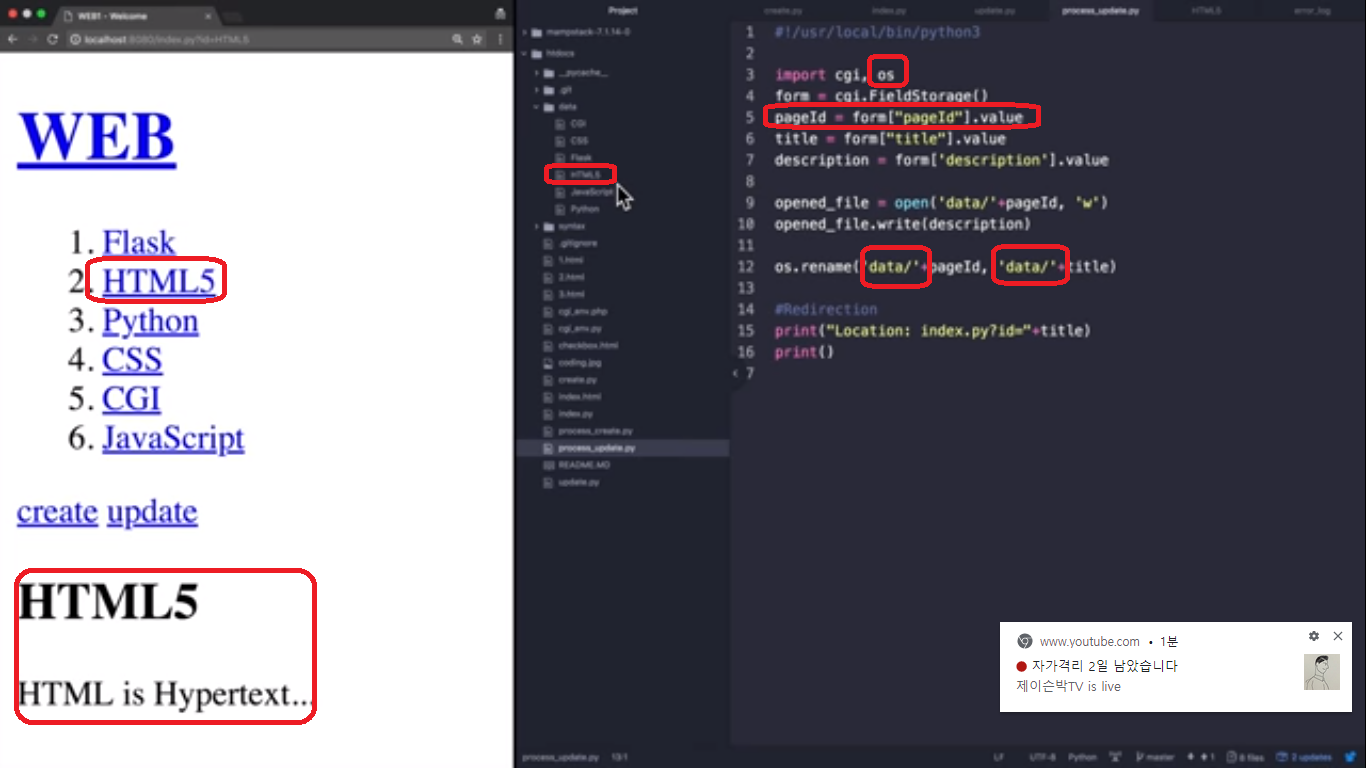 WEB1 - Welcome
localhost:8080/index.py?id=HTML5
WEB
1. Flask
2. HTML5
3. Python
4. CSS
5. CGI
6. JavaScript
create update
HTML5
HTML is Hypertext...
Project
mampstack-7.1.14-0
htdocs
__pycache__
.git
data
CGI
CSS
Flask
HTML5
JavaScript
Python
syntax
.gitignore
1.html
2.html
3.html
cgi_env.php
cgi_env.py
checkbox.html
coding.jpg
create.py
index.html
index.py
process_create.py
process_update.py
README.MD
update.py
create.py index.py update.py process_update.py HTML5 error_log
1 #!/usr/local/bin/python3
2
3 import cgi, os
4 form = cgi.FieldStorage()
5 pageId = form["pageId"].value
6 title = form["title"].value
7 description = form['description'].value
8
9 opened_file = open('data/'+pageId, 'w')
10 opened_file.write(description)
11
12 os.rename('data/'+pageId, 'data/'+title)
13
14 #Redirection
15 print("Location: index.py?id="+title)
16 print()
7
www.youtube.com • 1분
자가격리 2일 남았습니다
제이슨박TV is live
process_update.py 13:1
LF UTF-8 Python master 1 6 files 2 updates